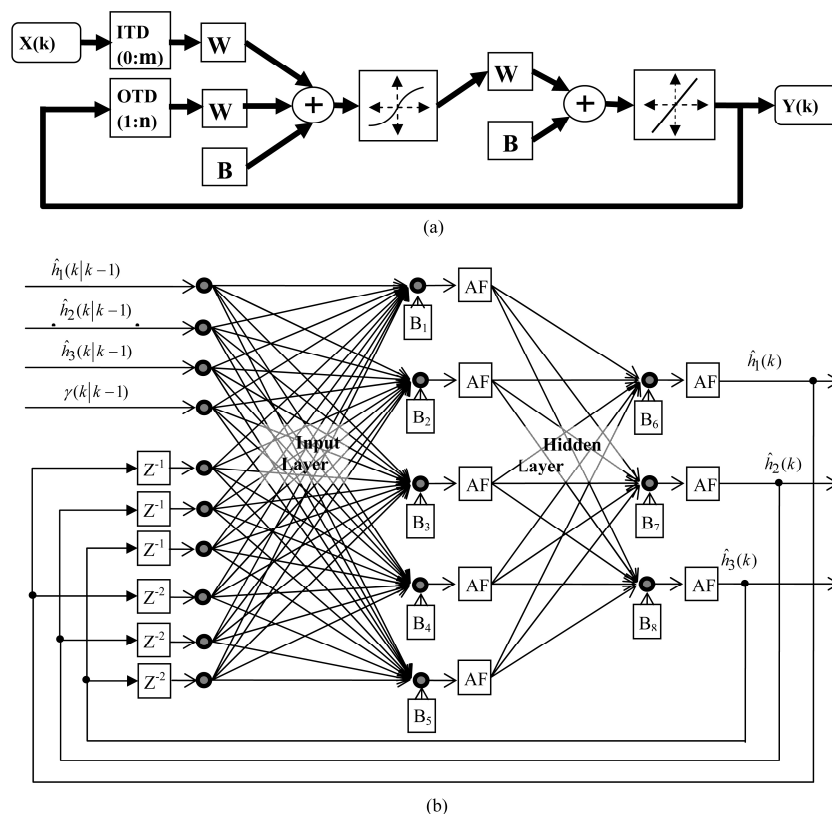 X(k)
ITD
(0:m)
W
OTD
(1:n)
W
B
+
W
B
+
Y(k)
(a)
ĥ₁(k|k−1)
ĥ₂(k|k−1)
ĥ₃(k|k−1)
γ(k|k−1)
Z⁻¹
Z⁻¹
Z⁻¹
Z⁻²
Z⁻²
Z⁻²
Input
Layer
B₁
B₂
B₃
B₄
B₅
AF
AF
AF
AF
AF
Hidden
Layer
B₆
B₇
B₈
AF
AF
AF
ĥ₁(k)
ĥ₂(k)
ĥ₃(k)
(b)